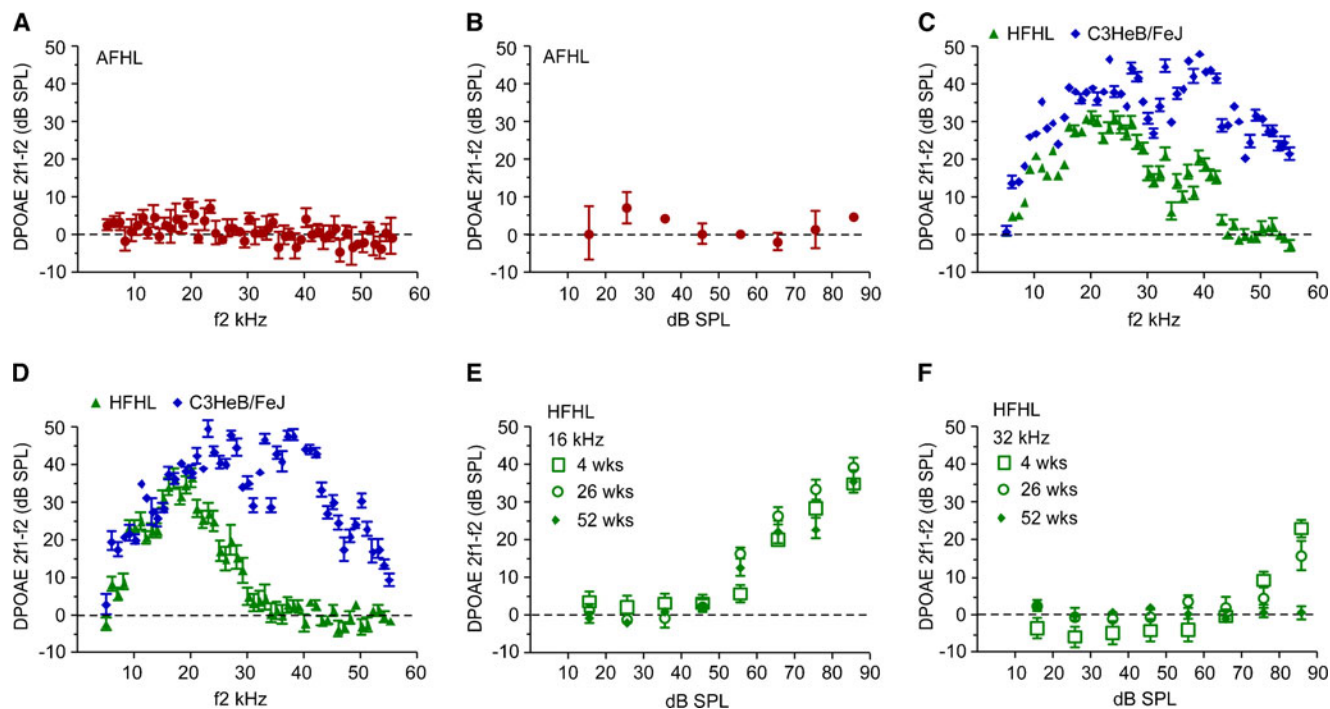 A
AFHL
DPOAE 2f1-f2 (dB SPL)
50
40
30
20
10
0
-10
10 20 30 40 50 60
f2 kHz
B
AFHL
DPOAE 2f1-f2 (dB SPL)
50
40
30
20
10
0
-10
10 20 30 40 50 60 70 80 90
dB SPL
C
HFHL C3HeB/FeJ
DPOAE 2f1-f2 (dB SPL)
50
40
30
20
10
0
-10
10 20 30 40 50 60
f2 kHz
D
HFHL C3HeB/FeJ
DPOAE 2f1-f2 (dB SPL)
50
40
30
20
10
0
-10
10 20 30 40 50 60
f2 kHz
E
HFHL
16 kHz
4 wks
26 wks
52 wks
DPOAE 2f1-f2 (dB SPL)
50
40
30
20
10
0
-10
10 20 30 40 50 60 70 80 90
dB SPL
F
HFHL
32 kHz
4 wks
26 wks
52 wks
DPOAE 2f1-f2 (dB SPL)
50
40
30
20
10
0
-10
10 20 30 40 50 60 70 80 90
dB SPL